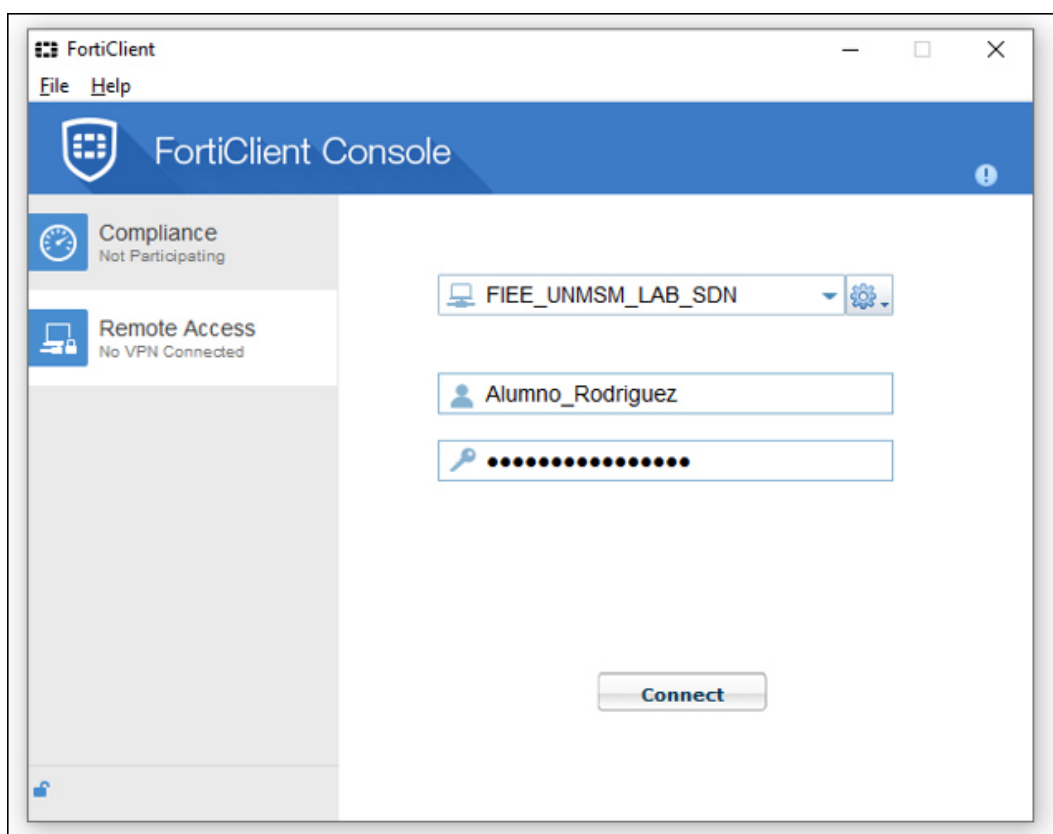 FortiClient
File Help
FortiClient Console
Compliance
Not Participating
Remote Access
No VPN Connected
FIEE_UNMSM_LAB_SDN
Alumno_Rodriguez
••••••••••••••••
Connect